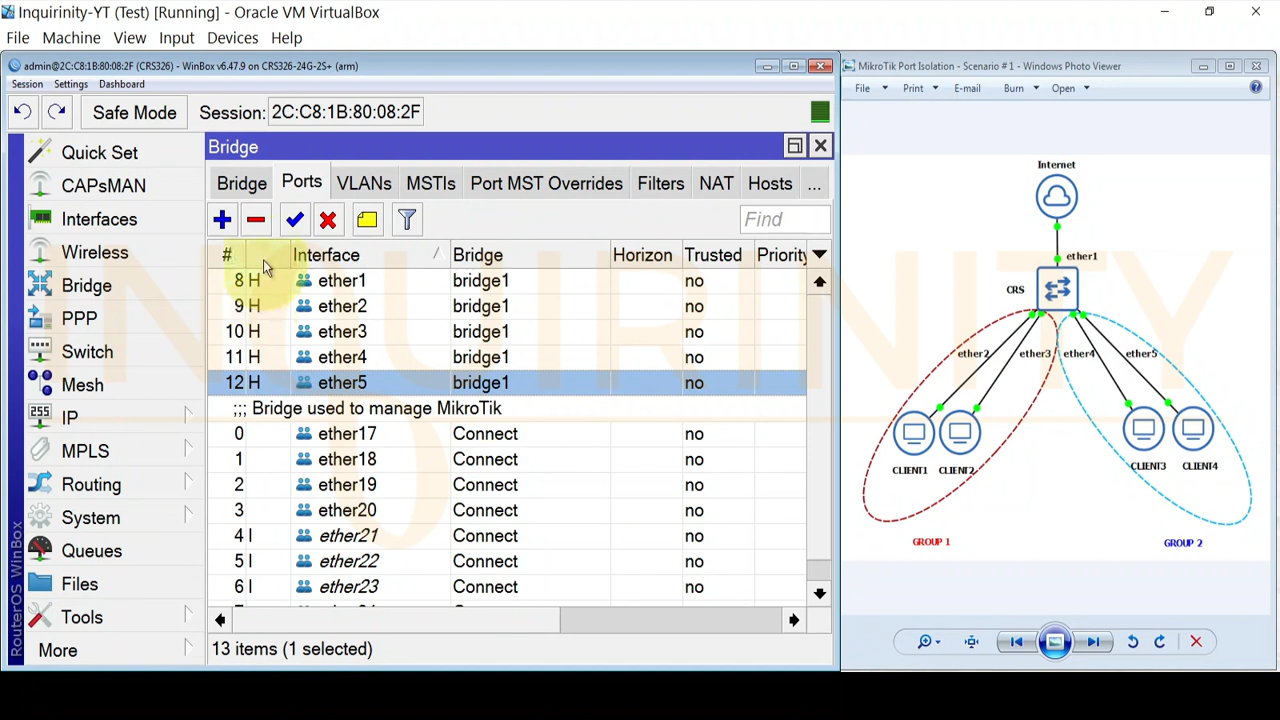 Inquirinity-YT (Test) [Running] - Oracle VM VirtualBox
File Machine View Input Devices Help
admin@2C:C8:1B:80:08:2F (CRS326) - WinBox v6.47.9 on CRS326-24G-2S+ (arm)
Session Settings Dashboard
Safe Mode Session: 2C:C8:1B:80:08:2F
Quick Set
CAPsMAN
Interfaces
Wireless
Bridge
PPP
Switch
Mesh
IP
MPLS
Routing
System
Queues
Files
Tools
More
RouterOS WinBox
Bridge
Bridge Ports VLANs MSTIs Port MST Overrides Filters NAT Hosts ...
Find
# Interface Bridge Horizon Trusted Priority
8 H ether1 bridge1 no
9 H ether2 bridge1 no
10 H ether3 bridge1 no
11 H ether4 bridge1 no
12 H ether5 bridge1 no
;;; Bridge used to manage MikroTik
0 ether17 Connect no
1 ether18 Connect no
2 ether19 Connect no
3 ether20 Connect no
4 I ether21 Connect no
5 I ether22 Connect no
6 I ether23 Connect no
13 items (1 selected)
MikroTik Port Isolation - Scenario #1 - Windows Photo Viewer
File Print E-mail Burn Open
Internet
ether1
CRS
ether2 ether3 ether4 ether5
CLIENT1 CLIENT2 CLIENT3 CLIENT4
GROUP 1 GROUP 2
INQUIRINITY